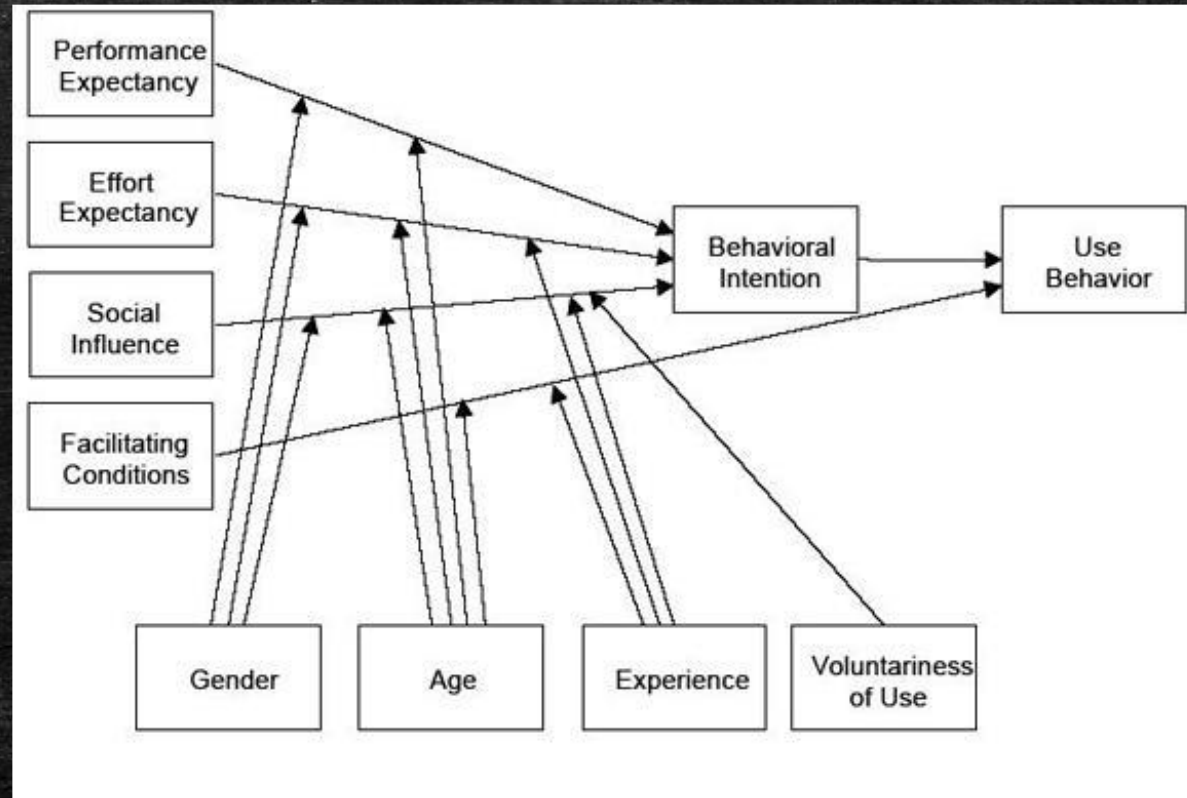 Performance
Expectancy
Effort
Expectancy
Social
Influence
Facilitating
Conditions
Behavioral
Intention
Use
Behavior
Gender
Age
Experience
Voluntariness
of Use